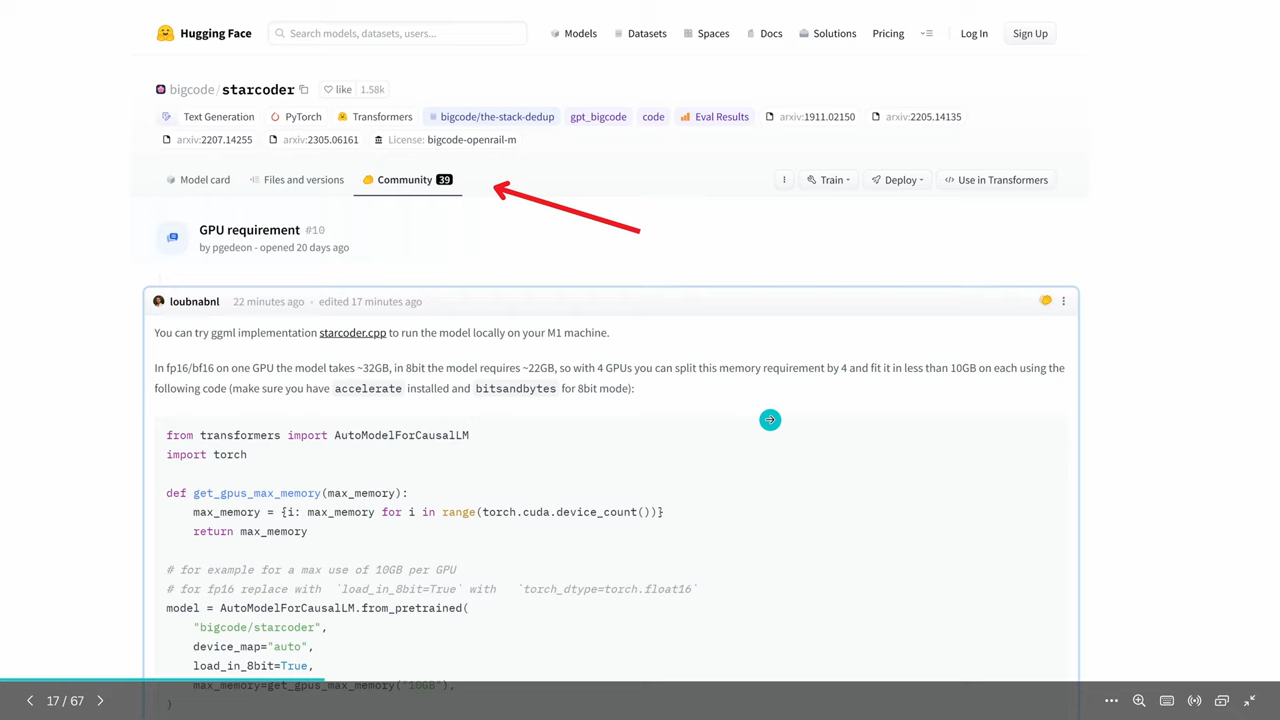 Hugging Face
Search models, datasets, users...
Models
Datasets
Spaces
Docs
Solutions
Pricing
Log In
Sign Up
bigcode/starcoder
like 1.58k
Text Generation PyTorch Transformers bigcode/the-stack-dedup gpt_bigcode code Eval Results arxiv:1911.02150 arxiv:2205.14135
arxiv:2207.14255 arxiv:2305.06161 License: bigcode-openrail-m
Model card Files and versions Community 39
Train Deploy </> Use in Transformers
GPU requirement #10
by pgedeon - opened 20 days ago
loubnabnl 22 minutes ago • edited 17 minutes ago
You can try ggml implementation starcoder.cpp to run the model locally on your M1 machine.
In fp16/bf16 on one GPU the model takes ~32GB, in 8bit the model requires ~22GB, so with 4 GPUs you can split this memory requirement by 4 and fit it in less than 10GB on each using the
following code (make sure you have accelerate installed and bitsandbytes for 8bit mode):
from transformers import AutoModelForCausalLM
import torch
def get_gpus_max_memory(max_memory):
    max_memory = {i: max_memory for i in range(torch.cuda.device_count())}
    return max_memory
# for example for a max use of 10GB per GPU
# for fp16 replace with  `load_in_8bit=True` with   `torch_dtype=torch.float16`
model = AutoModelForCausalLM.from_pretrained(
    "bigcode/starcoder",
    device_map="auto",
    load_in_8bit=True,
    max_memory=get_gpus_max_memory("10GB"),
)
17 / 67